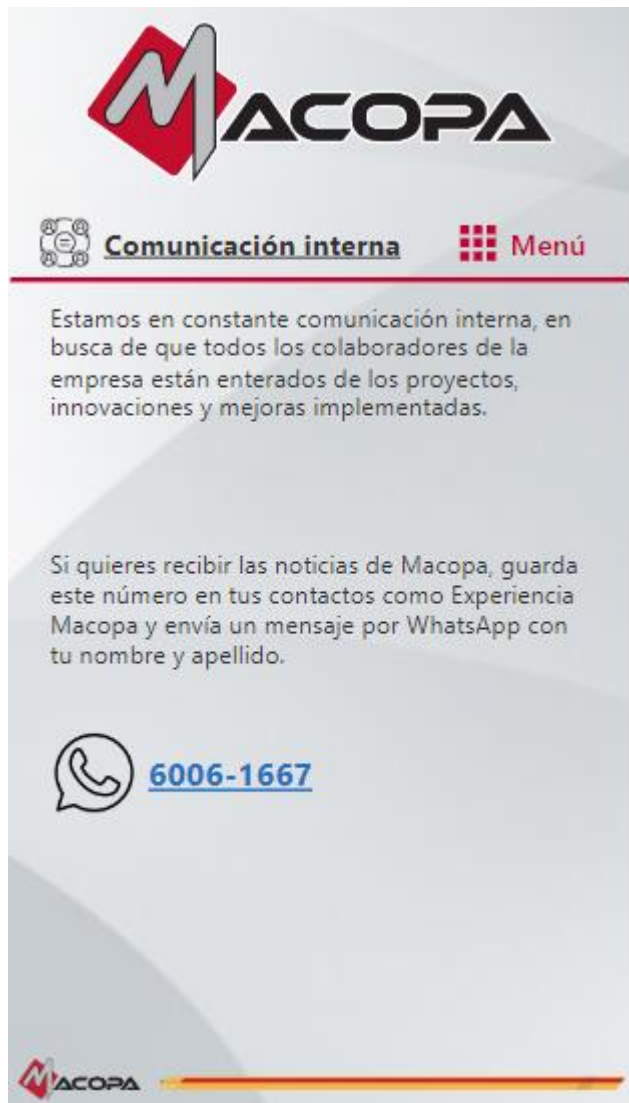 MACOPA
Comunicación interna
Menú
Estamos en constante comunicación interna, en
busca de que todos los colaboradores de la
empresa están enterados de los proyectos,
innovaciones y mejoras implementadas.
Si quieres recibir las noticias de Macopa, guarda
este número en tus contactos como Experiencia
Macopa y envía un mensaje por WhatsApp con
tu nombre y apellido.
6006-1667
MACOPA